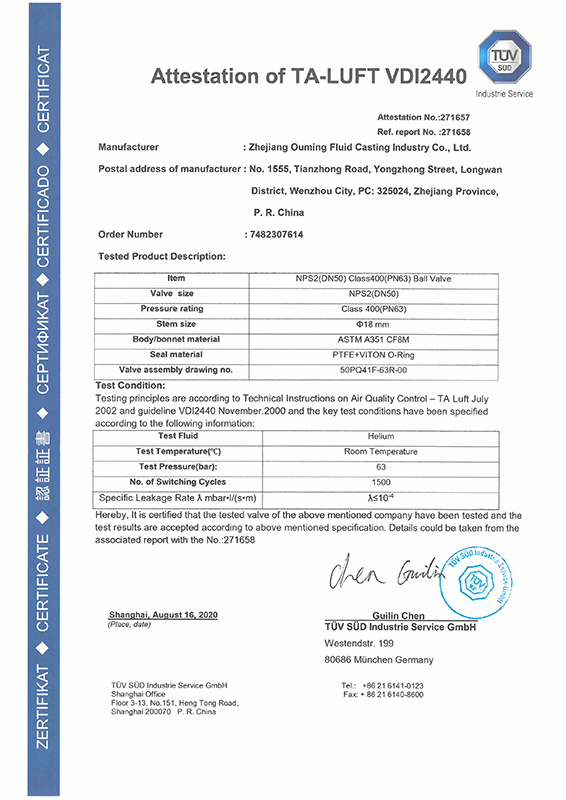 ZERTIFIKAT ◆ CERTIFICATE ◆ 認証証書 ◆ СЕРТИФИКАТ ◆ CERTIFICADO ◆ CERTIFICAT
TÜV
SÜD
Industrie Service
Attestation of TA-LUFT VDI2440
Attestation No.:271657
Ref. report No. :271658
Manufacturer : Zhejiang Ouming Fluid Casting Industry Co., Ltd.
Postal address of manufacturer : No. 1555, Tianzhong Road, Yongzhong Street, Longwan
District, Wenzhou City, PC: 325024, Zhejiang Province,
P. R. China
Order Number : 7482307614
Tested Product Description:
Item NPS2(DN50) Class400(PN63) Ball Valve
Valve size NPS2(DN50)
Pressure rating Class 400(PN63)
Stem size Φ18 mm
Body/bonnet material ASTM A351 CF8M
Seal material PTFE+VITON O-Ring
Valve assembly drawing no. 50PQ41F-63R-00
Test Condition:
Testing principles are according to Technical Instructions on Air Quality Control – TA Luft July
2002 and guideline VDI2440 November.2000 and the key test conditions have been specified
according to the following information:
Test Fluid Helium
Test Temperature(℃) Room Temperature
Test Pressure(bar): 63
No. of Switching Cycles 1500
Specific Leakage Rate λ mbar•l/(s•m) λ≤10⁻⁴
Hereby, It is certified that the tested valve of the above mentioned company have been tested and the
test results are accepted according to above mentioned specification. Details could be taken from the
associated report with the No.:271658
Chen Guilin
TÜV SÜD Industrie Service GmbH
TÜV
Shanghai, August 16, 2020
(Place, date)
Guilin Chen
TÜV SÜD Industrie Service GmbH
Westendstr. 199
80686 München Germany
TÜV SÜD Industrie Service GmbH
Shanghai Office
Floor 3-13, No.151, Heng Tong Road,
Shanghai 200070 P. R. China
Tel.: +86 21 6141-0123
Fax: + 86 21 6140-8600